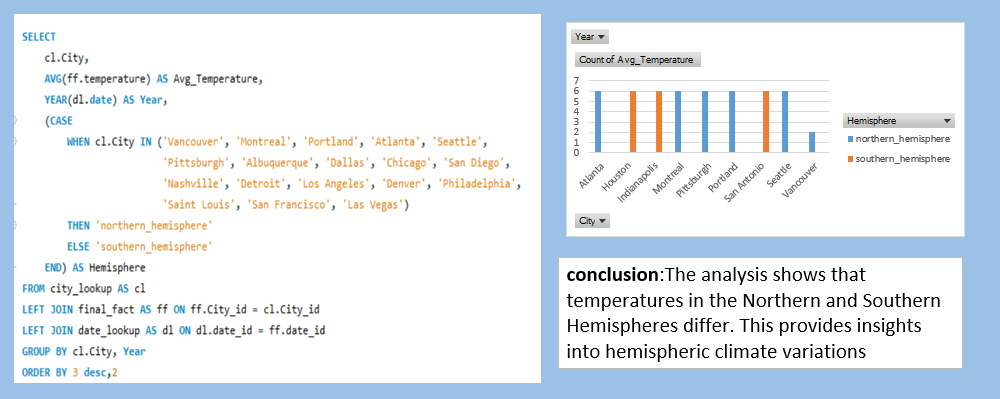 SELECT
cl.City,
AVG(ff.temperature) AS Avg_Temperature,
YEAR(dl.date) AS Year,
(CASE
WHEN cl.City IN ('Vancouver', 'Montreal', 'Portland', 'Atlanta', 'Seattle',
'Pittsburgh', 'Albuquerque', 'Dallas', 'Chicago', 'San Diego',
'Nashville', 'Detroit', 'Los Angeles', 'Denver', 'Philadelphia',
'Saint Louis', 'San Francisco', 'Las Vegas')
THEN 'northern_hemisphere'
ELSE 'southern_hemisphere'
END) AS Hemisphere
FROM city_lookup AS cl
LEFT JOIN final_fact AS ff ON ff.City_id = cl.City_id
LEFT JOIN date_lookup AS dl ON dl.date_id = ff.date_id
GROUP BY cl.City, Year
ORDER BY 3 desc,2
Year
Count of Avg_Temperature
7
6
5
4
3
2
1
0
Atlanta
Houston
Indianapolis
Montreal
Pittsburgh
Portland
San Antonio
Seattle
Vancouver
Hemisphere
northern_hemisphere
southern_hemisphere
City
conclusion:The analysis shows that
temperatures in the Northern and Southern
Hemispheres differ. This provides insights
into hemispheric climate variations